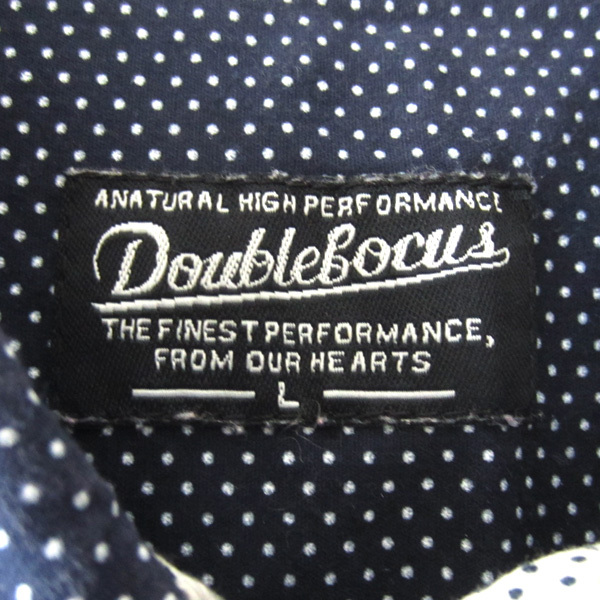 ANATURAL HIGH PERFORMANCE
Doublefocus
THE FINEST PERFORMANCE,
FROM OUR HEARTS
L